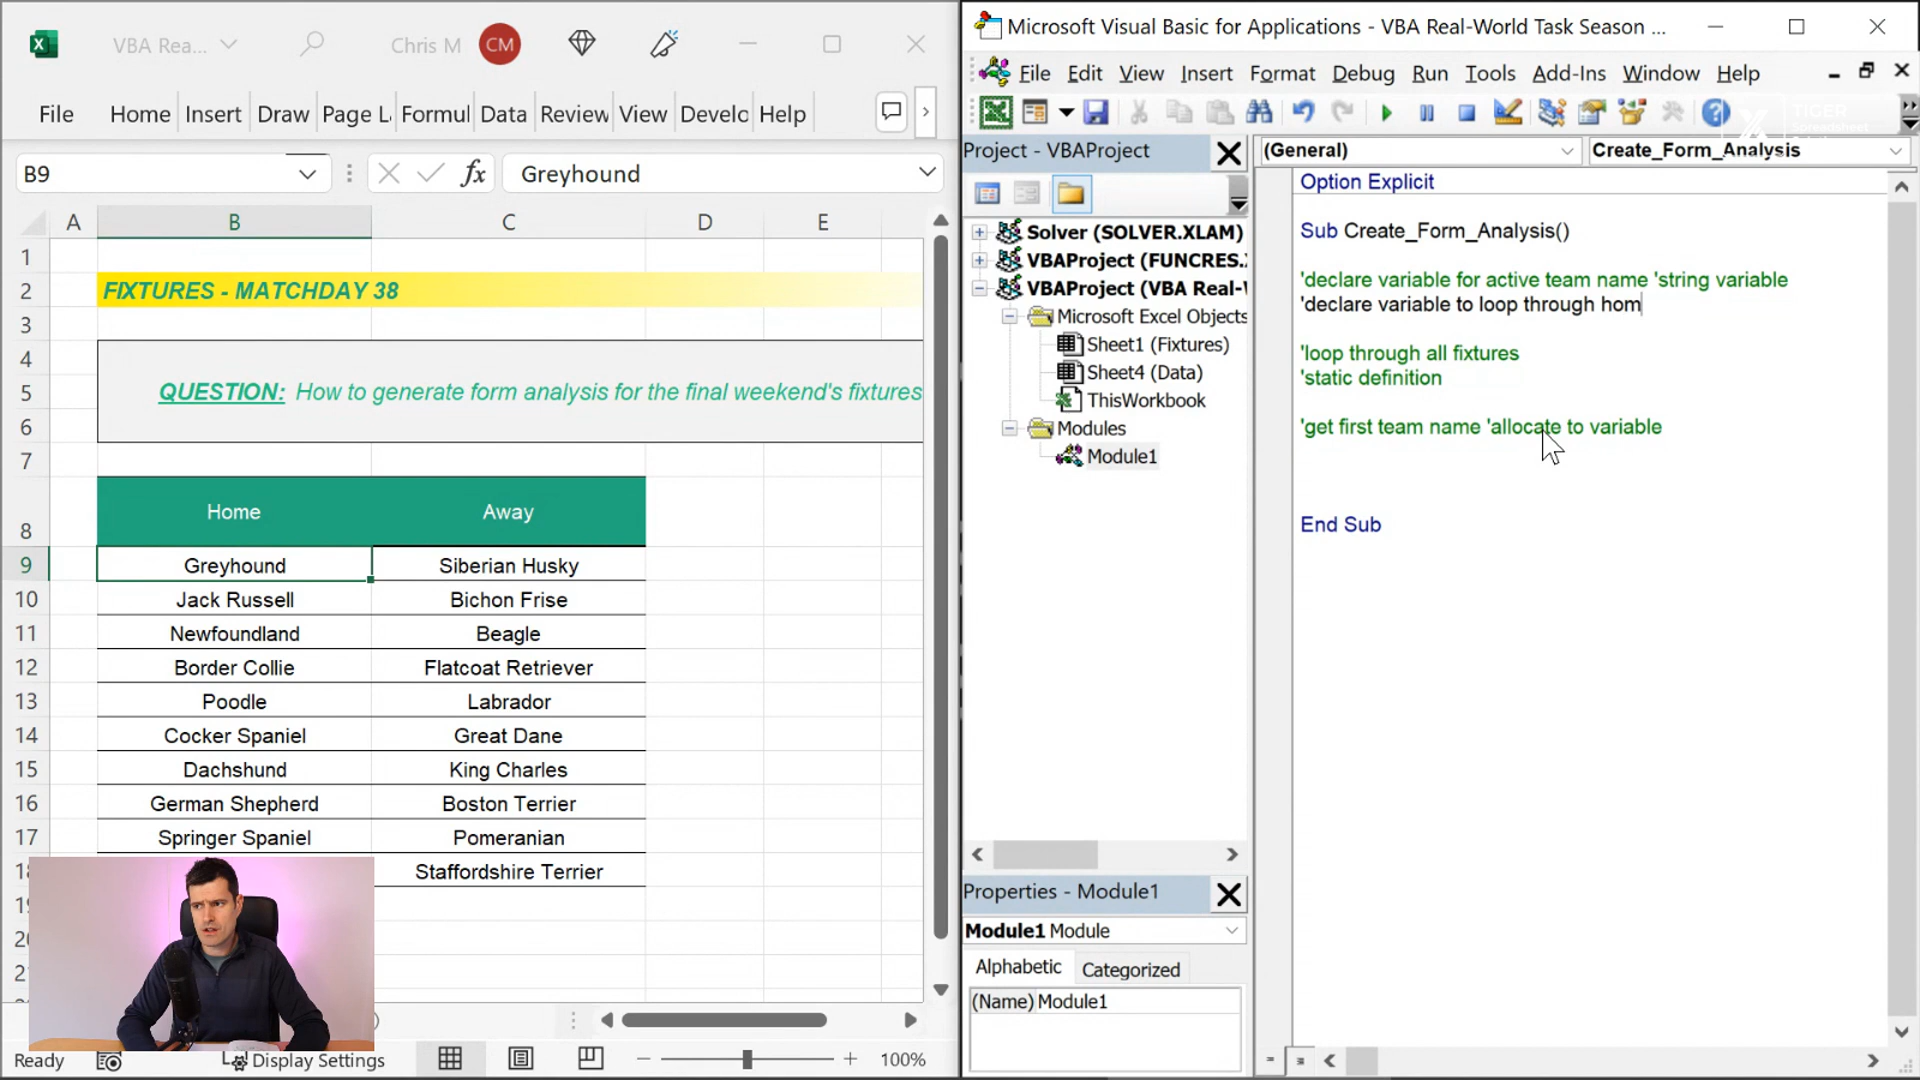 VBA Rea...
Chris M
CM
File
Home
Insert
Draw
Page L
Formul
Data
Review
View
Develo
Help
B9
fx
Greyhound
A
B
C
D
E
1
2
FIXTURES - MATCHDAY 38
3
4
5
QUESTION: How to generate form analysis for the final weekend's fixtures
6
7
8
Home
Away
9
Greyhound
Siberian Husky
10
Jack Russell
Bichon Frise
11
Newfoundland
Beagle
12
Border Collie
Flatcoat Retriever
13
Poodle
Labrador
14
Cocker Spaniel
Great Dane
15
Dachshund
King Charles
16
German Shepherd
Boston Terrier
17
Springer Spaniel
Pomeranian
Staffordshire Terrier
Ready
Display Settings
100%
Microsoft Visual Basic for Applications - VBA Real-World Task Season ...
File
Edit
View
Insert
Format
Debug
Run
Tools
Add-Ins
Window
Help
TIGER
Spreadsheet
Project - VBAProject
Solver (SOLVER.XLAM)
VBAProject (FUNCRES.
VBAProject (VBA Real-
Microsoft Excel Objects
Sheet1 (Fixtures)
Sheet4 (Data)
ThisWorkbook
Modules
Module1
Properties - Module1
Module1 Module
Alphabetic
Categorized
(Name) Module1
(General)
Create_Form_Analysis
Option Explicit
Sub Create_Form_Analysis()
'declare variable for active team name 'string variable
'declare variable to loop through hom
'loop through all fixtures
'static definition
'get first team name 'allocate to variable
End Sub